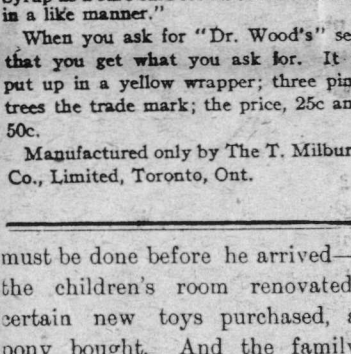 in a like manner."
When you ask for "Dr. Wood's" se
that you get what you ask for. It
put up in a yellow wrapper; three pin
trees the trade mark; the price, 25c an
50c.
Manufactured only by The T. Milbur
Co., Limited, Toronto, Ont.
must be done before he arrived—
the children's room renovated
certain new toys purchased, a
pony bought. And the family